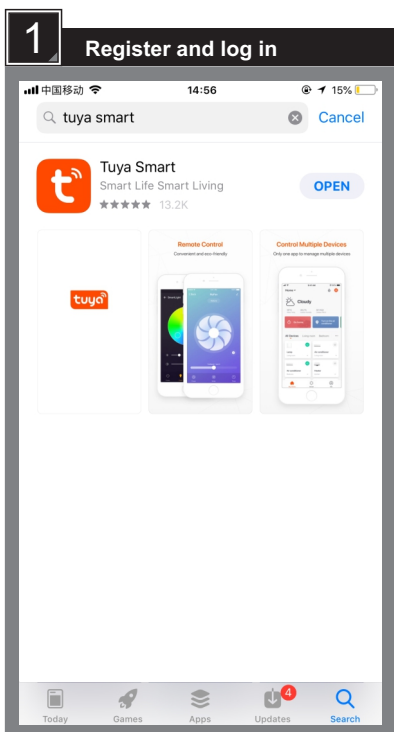 1
Register and log in
中国移动 14:56 15%
tuya smart Cancel
Tuya Smart
Smart Life Smart Living
OPEN
13.2K
tuya
Remote Control
Convenient and eco-friendly
Control Multiple Devices
Only one app to manage multiple devices
Cloudy
4
Today Games Apps Updates Search